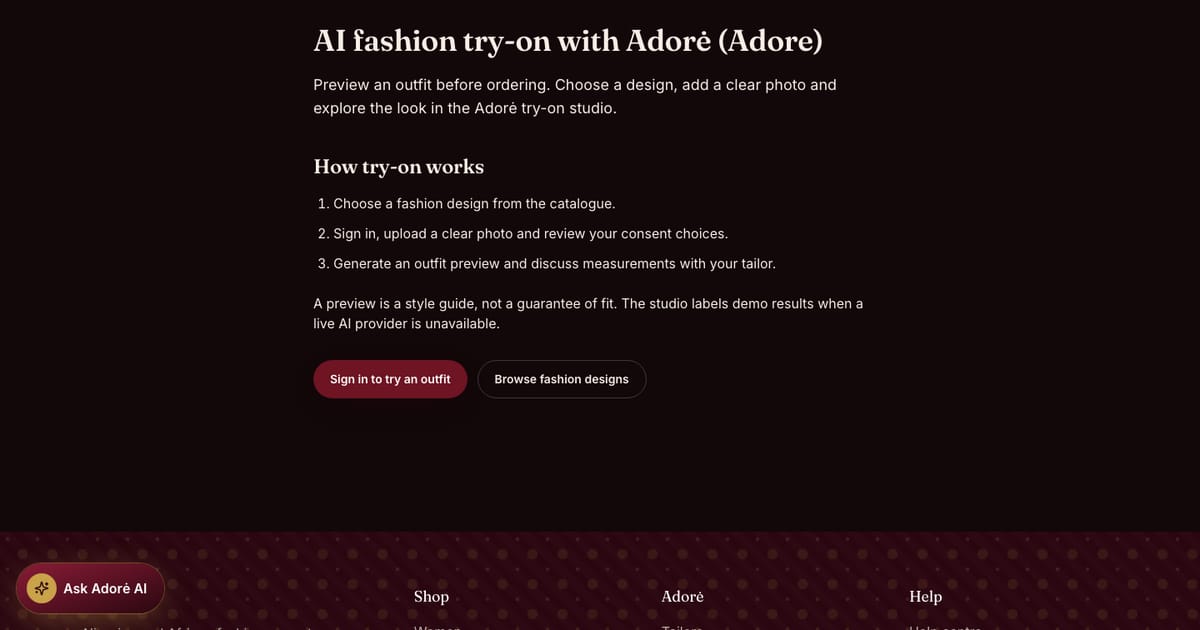 AI fashion try-on with Adorė (Adore)
Preview an outfit before ordering. Choose a design, add a clear photo and
explore the look in the Adorė try-on studio.
How try-on works
1. Choose a fashion design from the catalogue.
2. Sign in, upload a clear photo and review your consent choices.
3. Generate an outfit preview and discuss measurements with your tailor.
A preview is a style guide, not a guarantee of fit. The studio labels demo results when a
live AI provider is unavailable.
Sign in to try an outfit
Browse fashion designs
Ask Adorė AI
Shop
Adorė
Help